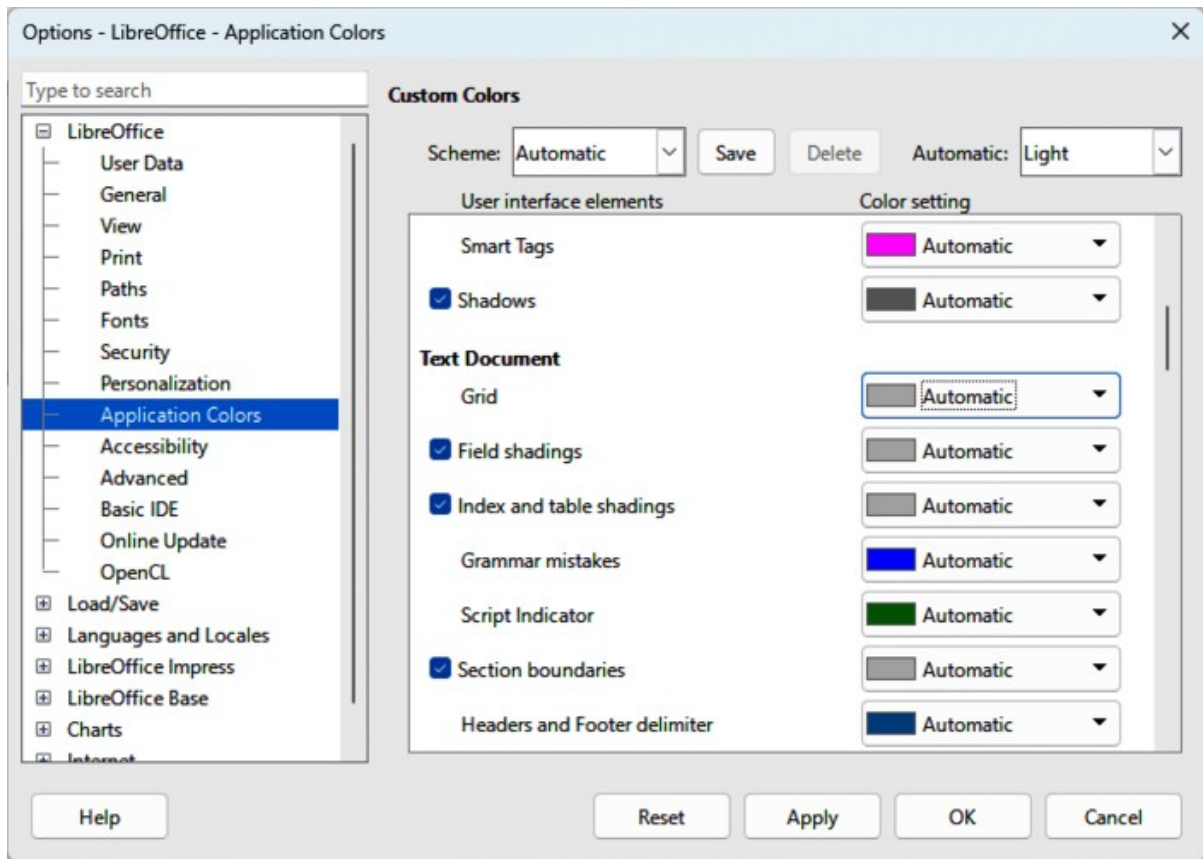 Options - LibreOffice - Application Colors
Type to search
LibreOffice
User Data
General
View
Print
Paths
Fonts
Security
Personalization
Application Colors
Accessibility
Advanced
Basic IDE
Online Update
OpenCL
Load/Save
Languages and Locales
LibreOffice Impress
LibreOffice Base
Charts
Internet
Custom Colors
Scheme: Automatic Save Delete Automatic: Light
User interface elements Color setting
Smart Tags Automatic
Shadows Automatic
Text Document
Grid Automatic
Field shadings Automatic
Index and table shadings Automatic
Grammar mistakes Automatic
Script Indicator Automatic
Section boundaries Automatic
Headers and Footer delimiter Automatic
Help Reset Apply OK Cancel